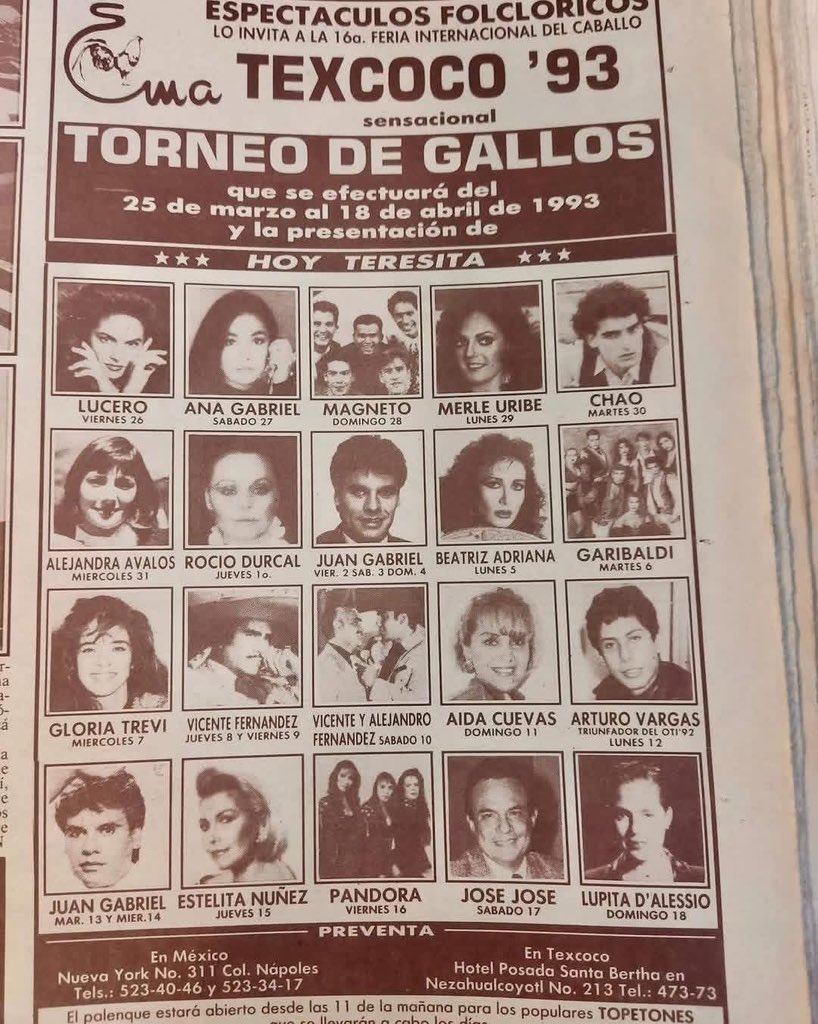 ESPECTACULOS FOLCLORICOS
LO INVITA A LA 16a. FERIA INTERNACIONAL DEL CABALLO
Ema TEXCOCO '93
sensacional
TORNEO DE GALLOS
que se efectuará del
25 de marzo al 18 de abril de 1993
y la presentación de
★★★ HOY TERESITA ★★★
LUCERO
VIERNES 26
ANA GABRIEL
SABADO 27
MAGNETO
DOMINGO 28
MERLE URIBE
LUNES 29
CHAO
MARTES 30
ALEJANDRA AVALOS
MIERCOLES 31
ROCIO DURCAL
JUEVES 1o.
JUAN GABRIEL
VIER. 2 SAB. 3 DOM. 4
BEATRIZ ADRIANA
LUNES 5
GARIBALDI
MARTES 6
GLORIA TREVI
MIERCOLES 7
VICENTE FERNANDEZ
JUEVES 8 Y VIERNES 9
VICENTE Y ALEJANDRO
FERNANDEZ SABADO 10
AIDA CUEVAS
DOMINGO 11
ARTURO VARGAS
TRIUNFADOR DEL OTI'92
LUNES 12
JUAN GABRIEL
MAR. 13 Y MIER.14
ESTELITA NUÑEZ
JUEVES 15
PANDORA
VIERNES 16
JOSE JOSE
SABADO 17
LUPITA D'ALESSIO
DOMINGO 18
PREVENTA
En México
Nueva York No. 311 Col. Nápoles
Tels.: 523-40-46 y 523-34-17
En Texcoco
Hotel Posada Santa Bertha en
Nezahualcoyotl No. 213 Tel.: 473-73
El palenque estará abierto desde las 11 de la mañana para los populares TOPETONES
que se llevarán a cabo los días